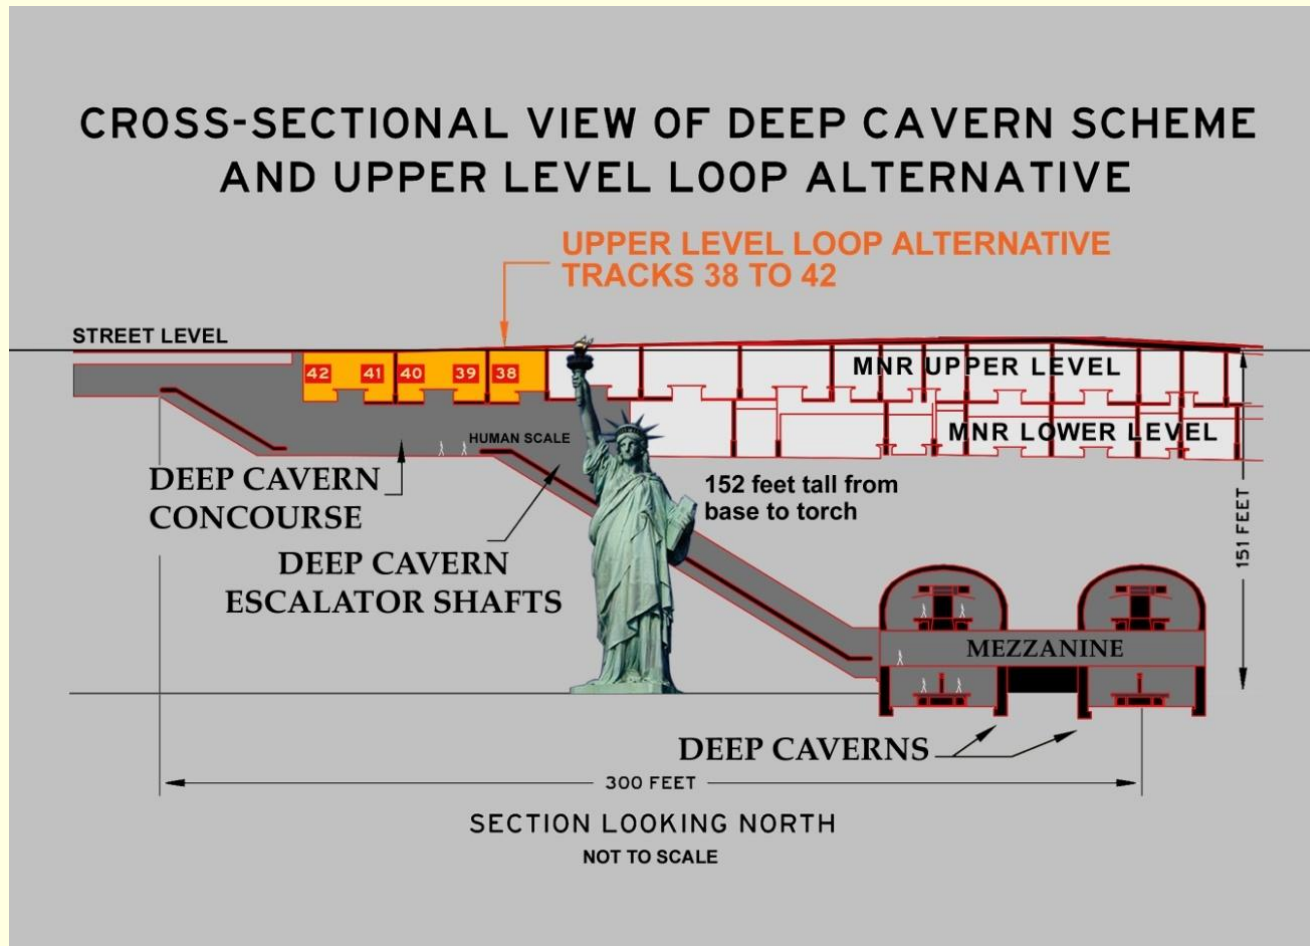 CROSS-SECTIONAL VIEW OF DEEP CAVERN SCHEME
AND UPPER LEVEL LOOP ALTERNATIVE
UPPER LEVEL LOOP ALTERNATIVE
TRACKS 38 TO 42
STREET LEVEL
42 41 40 39 38
MNR UPPER LEVEL
MNR LOWER LEVEL
HUMAN SCALE
DEEP CAVERN
CONCOURSE
152 feet tall from
base to torch
151 FEET
DEEP CAVERN
ESCALATOR SHAFTS
MEZZANINE
DEEP CAVERNS
300 FEET
SECTION LOOKING NORTH
NOT TO SCALE